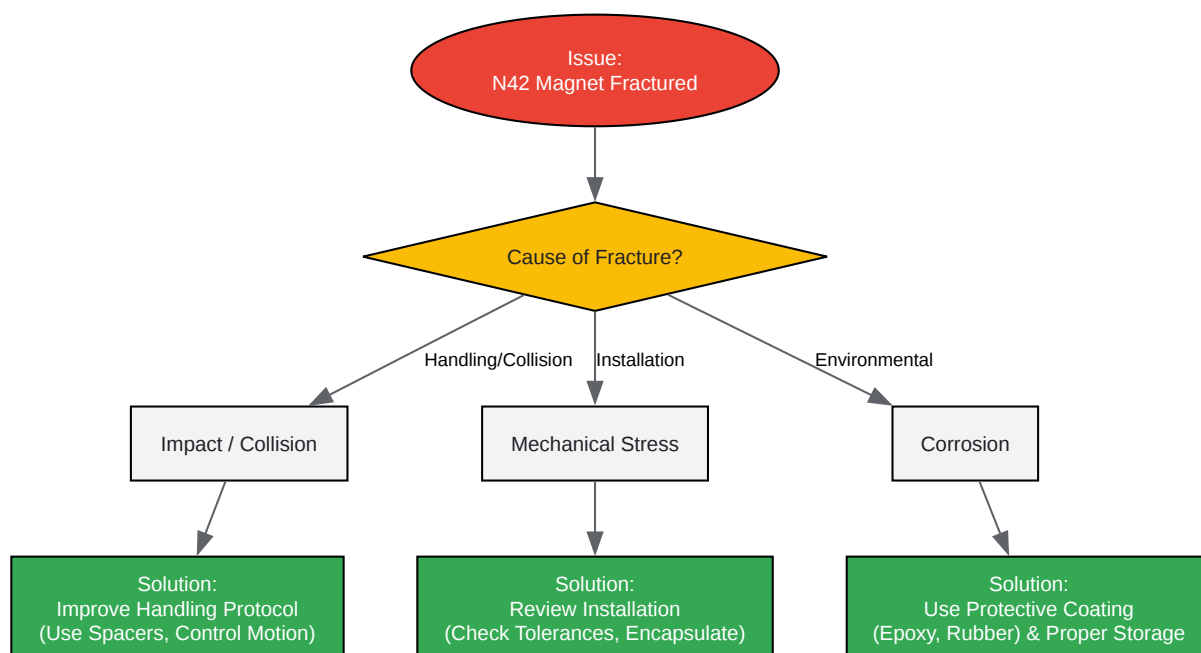 Issue:
N42 Magnet Fractured
Cause of Fracture?
Handling/Collision
Installation
Environmental
Impact / Collision
Mechanical Stress
Corrosion
Solution:
Improve Handling Protocol
(Use Spacers, Control Motion)
Solution:
Review Installation
(Check Tolerances, Encapsulate)
Solution:
Use Protective Coating
(Epoxy, Rubber) & Proper Storage